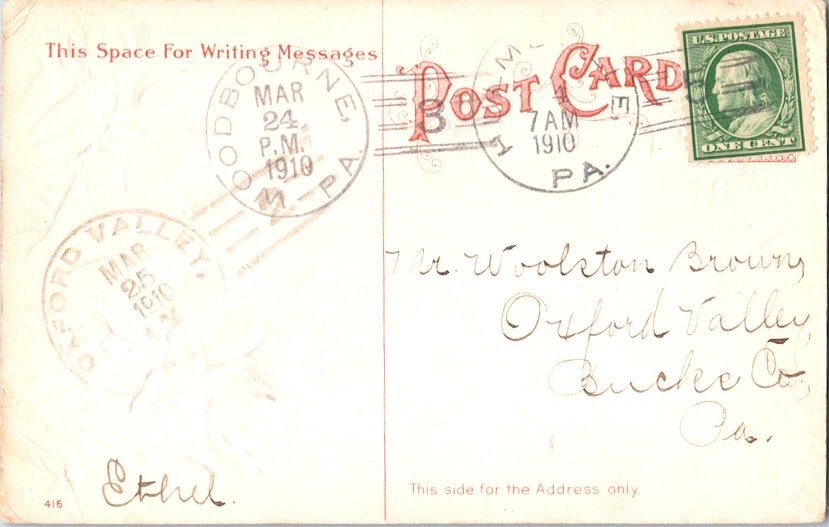 This Space For Writing Messages
POST CARD
U.S. POSTAGE
ONE CENT
MAR
24
P.M.
1910
PA.
3
7 AM
1910
PA.
OXFORD VALLEY,
MAR
25
1910
Mr. Woolston Brown,
Oxford Valley,
Bucks Co.,
Pa.
Ethel.
416
This side for the Address only.